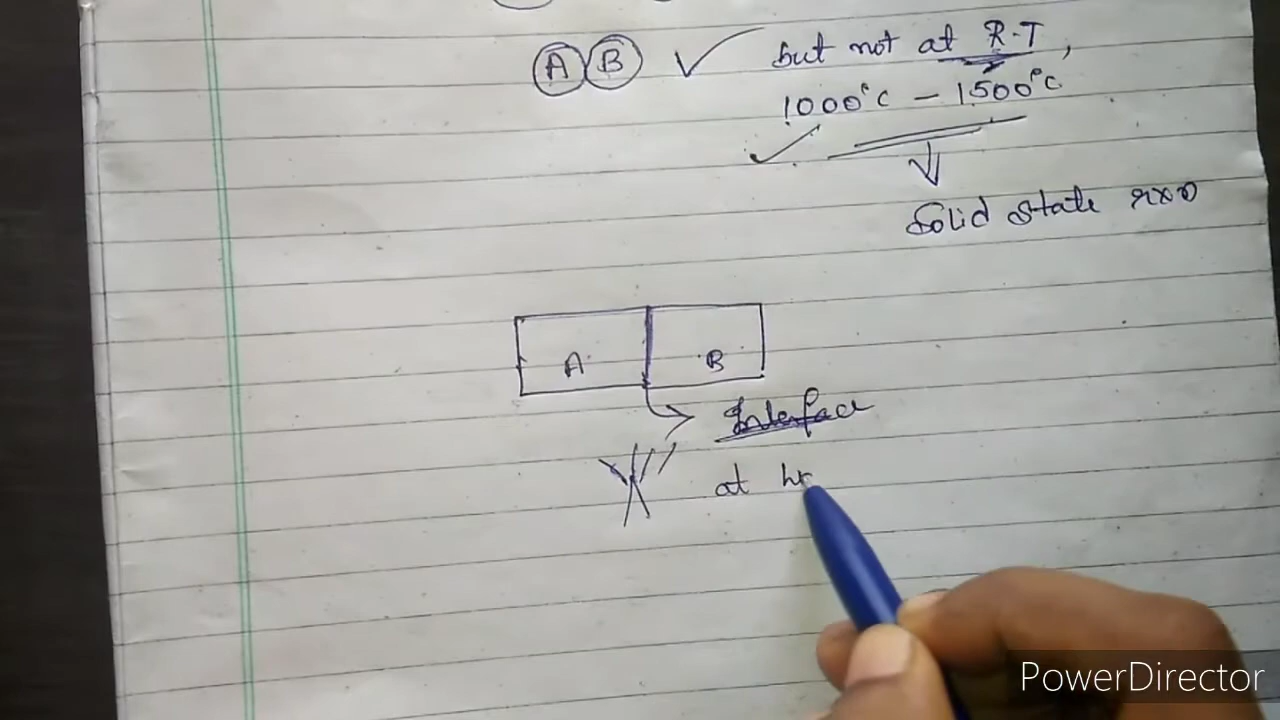 A B ✓ but not at R.T,
1000°C – 1500°C
Solid State rxn
A B
Interface
at
PowerDirector